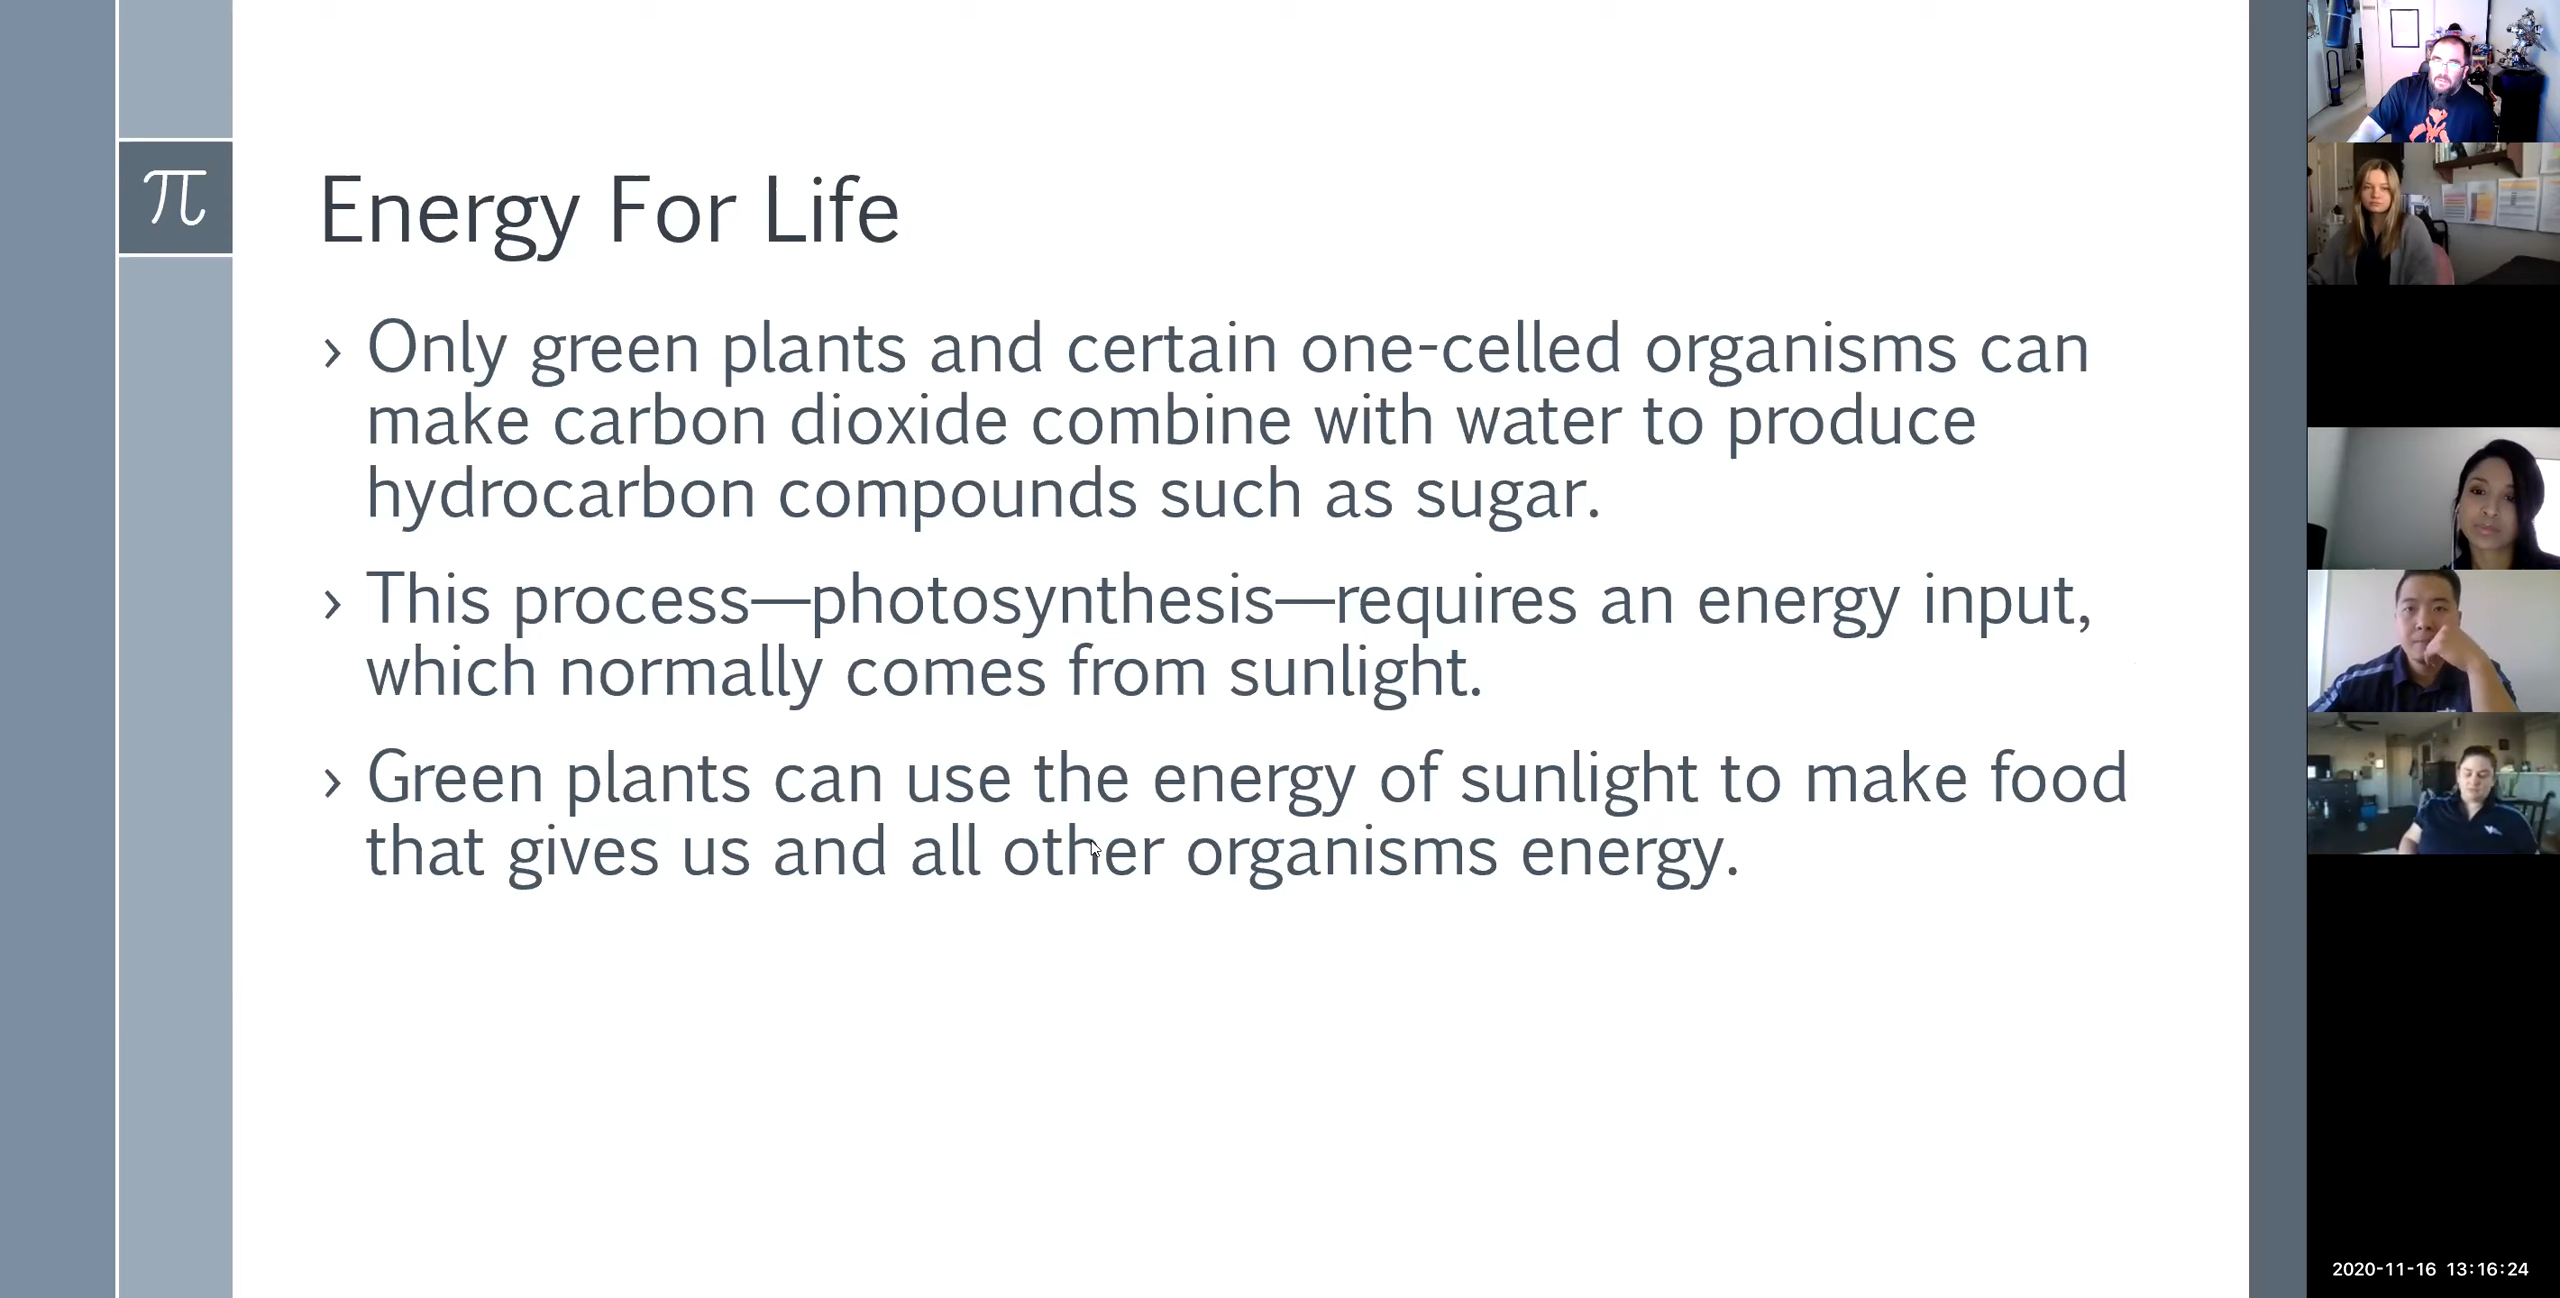 π
Energy For Life
› Only green plants and certain one-celled organisms can
make carbon dioxide combine with water to produce
hydrocarbon compounds such as sugar.
› This process—photosynthesis—requires an energy input,
which normally comes from sunlight.
› Green plants can use the energy of sunlight to make food
that gives us and all other organisms energy.
2020-11-16 13:16:24